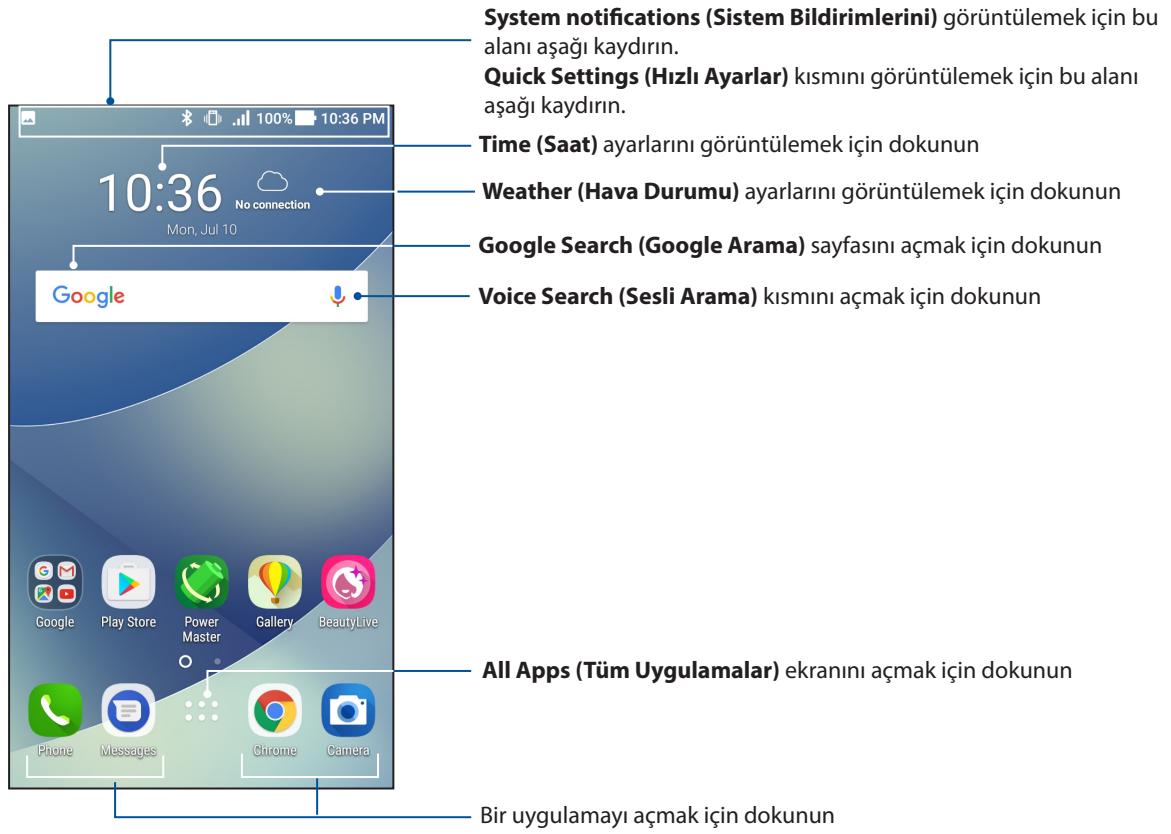 System notifications (Sistem Bildirimlerini) görüntülemek için bu
alanı aşağı kaydırın.
Quick Settings (Hızlı Ayarlar) kısmını görüntülemek için bu alanı
aşağı kaydırın.
100% 10:36 PM
Time (Saat) ayarlarını görüntülemek için dokunun
10:36
No connection
Weather (Hava Durumu) ayarlarını görüntülemek için dokunun
Mon, Jul 10
Google Search (Google Arama) sayfasını açmak için dokunun
Google
Voice Search (Sesli Arama) kısmını açmak için dokunun
Google Play Store Power Gallery BeautyLive
Master
All Apps (Tüm Uygulamalar) ekranını açmak için dokunun
Phone Messages Chrome Camera
Bir uygulamayı açmak için dokunun